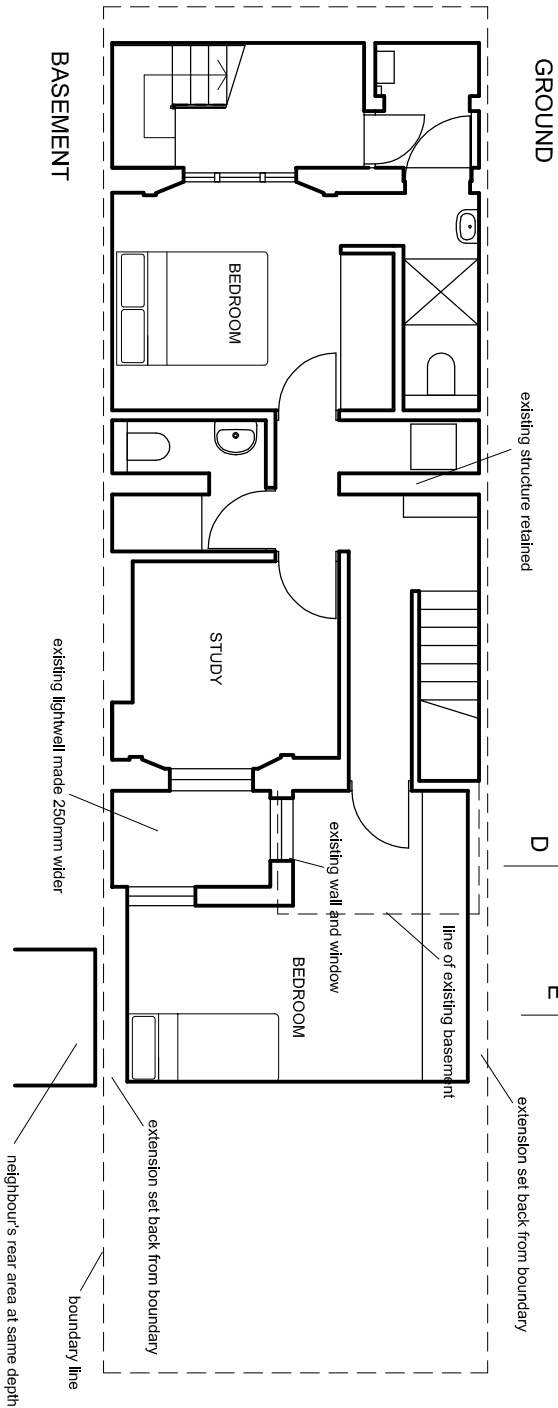 GROUND
BASEMENT
BEDROOM
existing structure retained
STUDY
existing lightwell made 250mm wider
existing wall and window
line of existing basement
BEDROOM
D
E
extension set back from boundary
extension set back from boundary
boundary line
neighbour's rear area at same depth